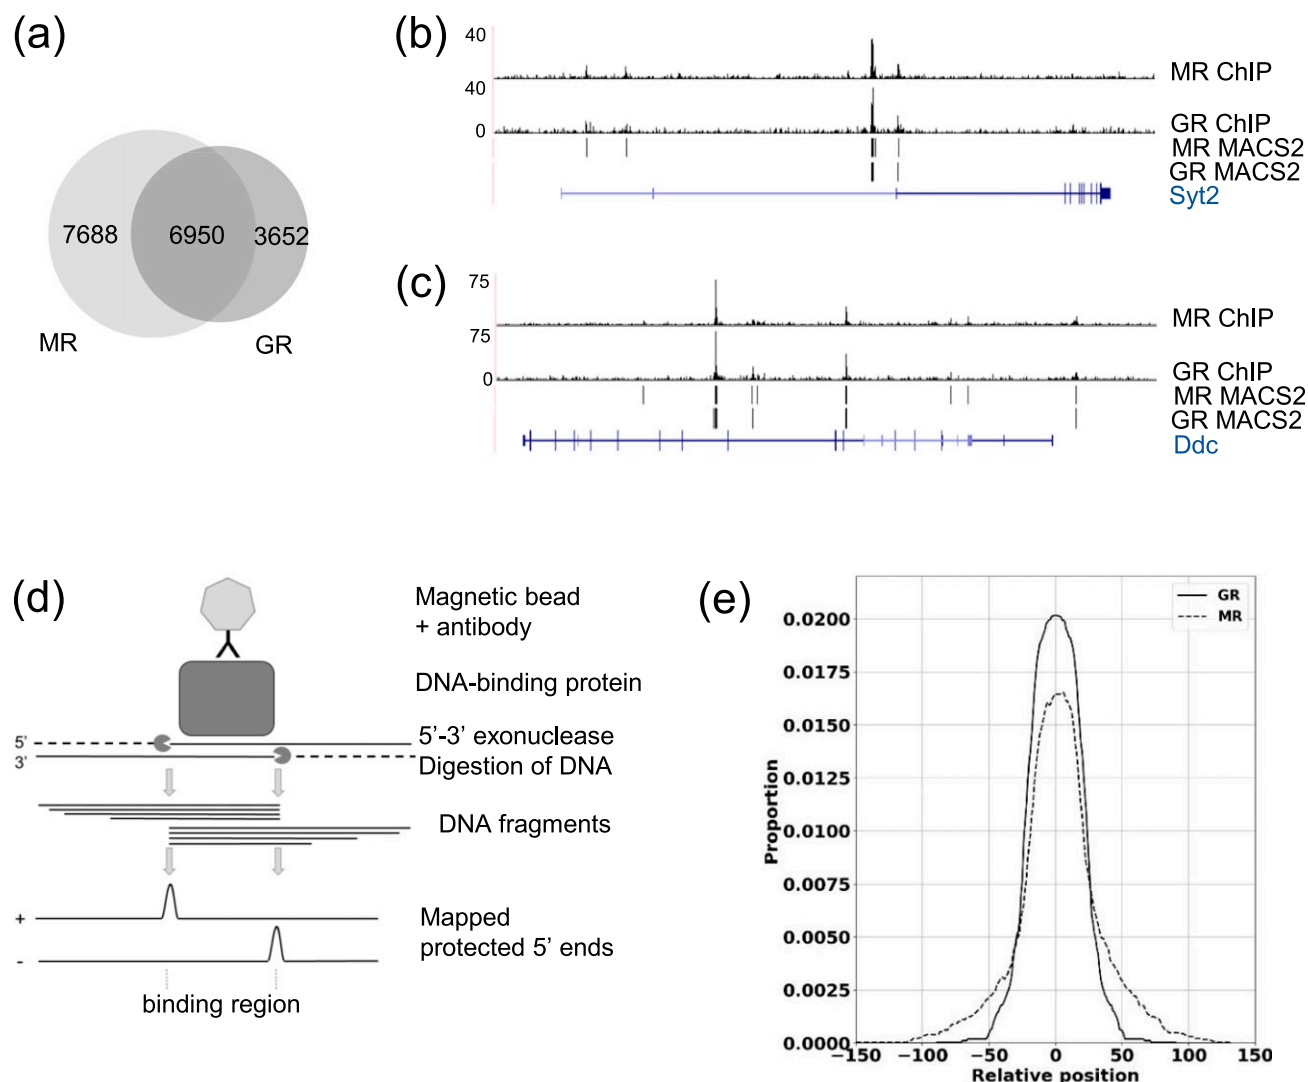 (a)
7688
6950
3652
MR
GR
(b)
40
MR ChIP
40
0
GR ChIP
MR MACS2
GR MACS2
Syt2
(c)
75
MR ChIP
75
0
GR ChIP
MR MACS2
GR MACS2
Ddc
(d)
Magnetic bead
+ antibody
DNA-binding protein
5'
3'
5'-3' exonuclease
Digestion of DNA
DNA fragments
+
-
Mapped
protected 5' ends
binding region
(e)
GR
MR
Proportion
0.0200
0.0175
0.0150
0.0125
0.0100
0.0075
0.0050
0.0025
0.0000
−150 −100 −50 0 50 100 150
Relative position